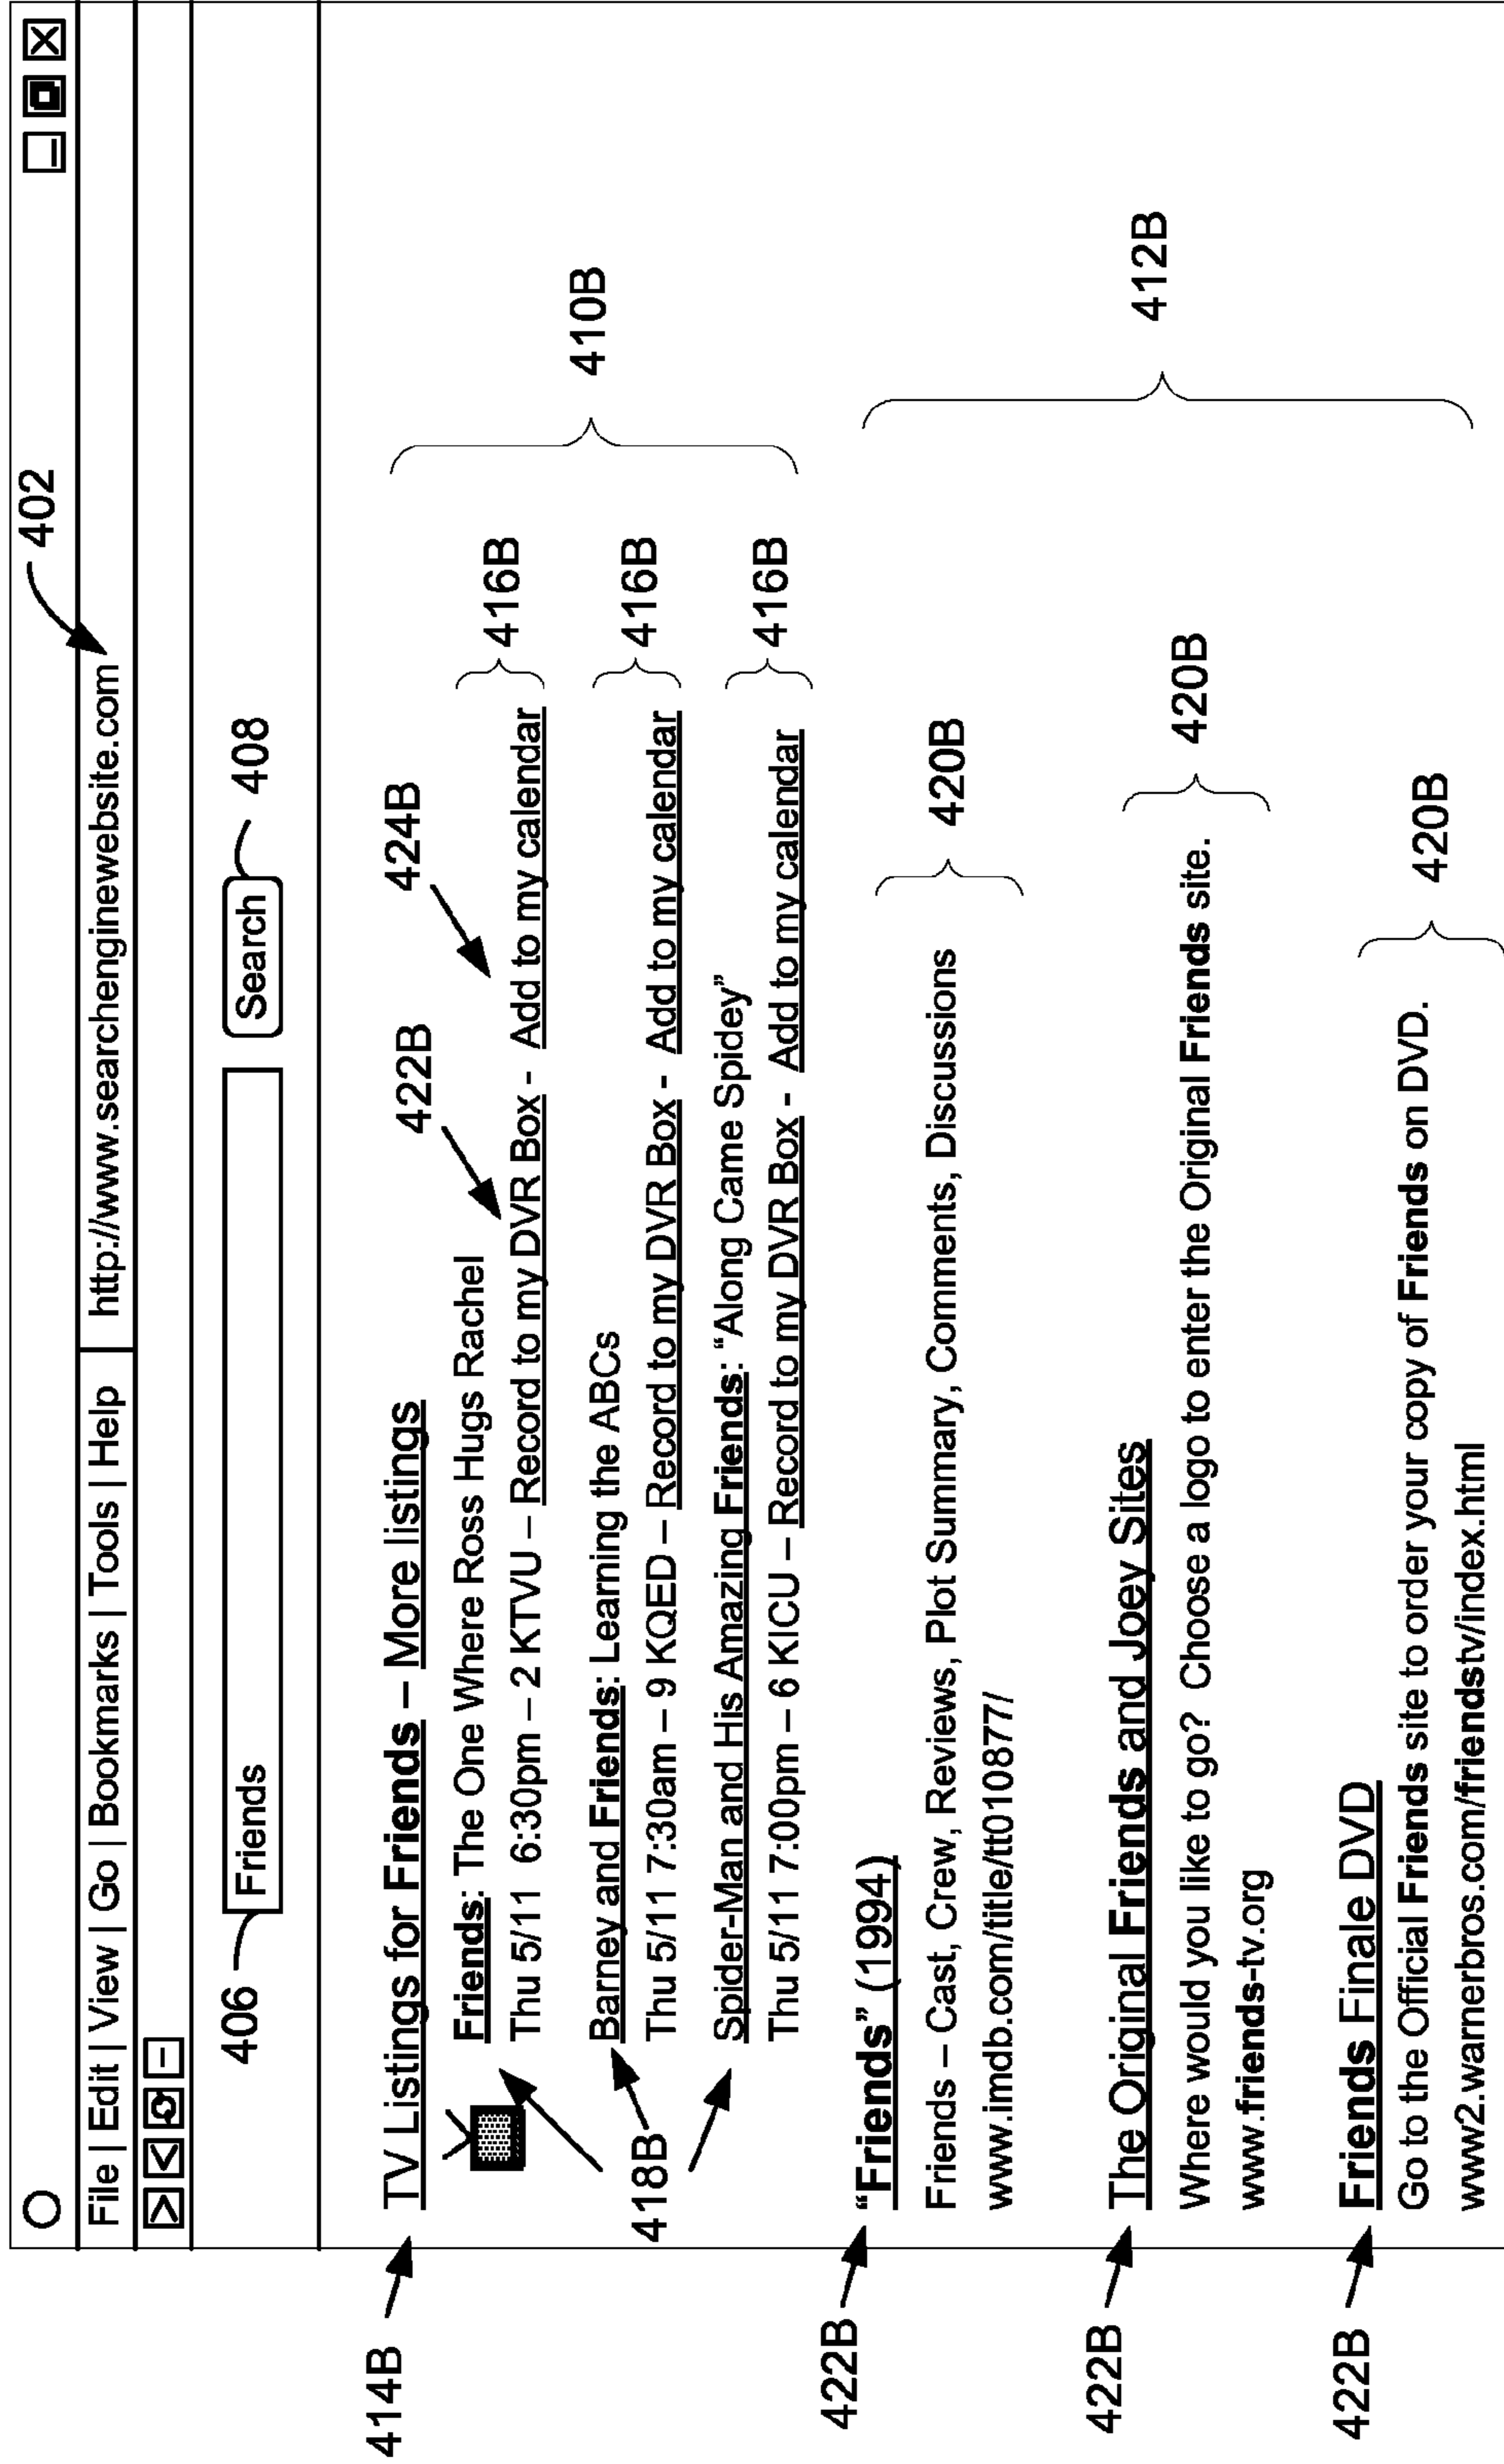 402
File | Edit | View | Go | Bookmarks | Tools | Help http://www.searchenginewebsite.com
406 Friends Search 408
414B TV Listings for Friends – More listings 422B 424B
Friends: The One Where Ross Hugs Rachel
Thu 5/11 6:30pm – 2 KTVU – Record to my DVR Box - Add to my calendar 416B
Barney and Friends: Learning the ABCs
418B Thu 5/11 7:30am – 9 KQED – Record to my DVR Box - Add to my calendar 416B 410B
Spider-Man and His Amazing Friends: “Along Came Spidey”
Thu 5/11 7:00pm – 6 KICU – Record to my DVR Box - Add to my calendar 416B
422B “Friends” (1994)
Friends – Cast, Crew, Reviews, Plot Summary, Comments, Discussions 420B
www.imdb.com/title/tt010877/
422B The Original Friends and Joey Sites 412B
Where would you like to go? Choose a logo to enter the Original Friends site. 420B
www.friends-tv.org
422B Friends Finale DVD
Go to the Official Friends site to order your copy of Friends on DVD. 420B
www2.warnerbros.com/friendstv/index.html